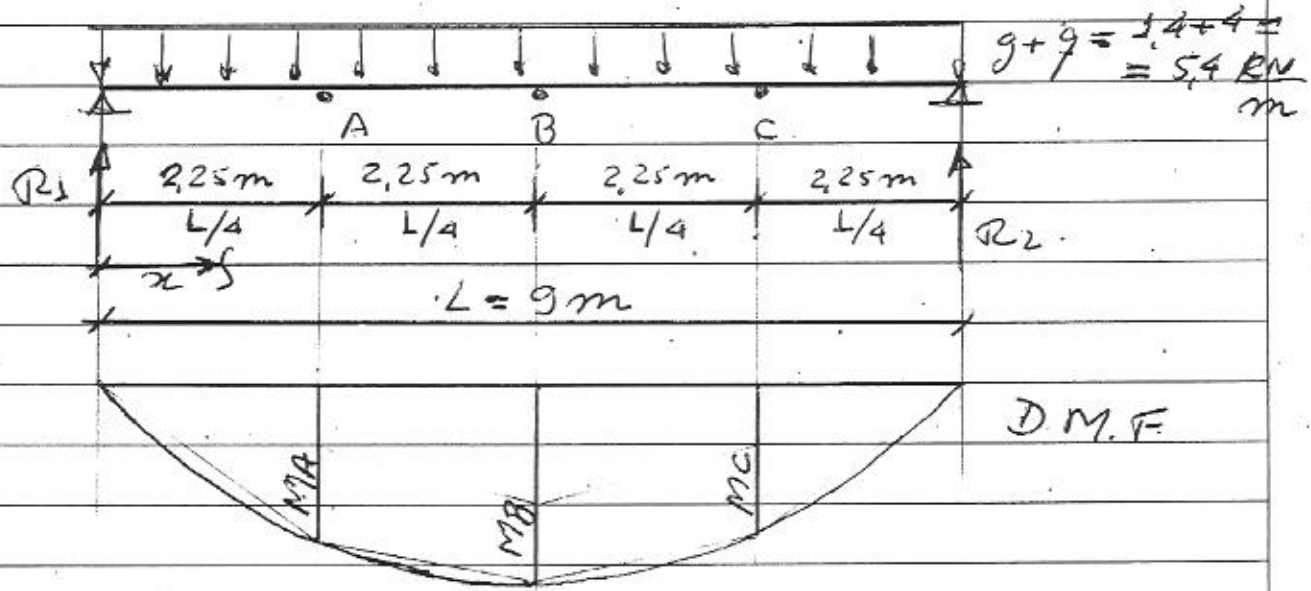 g+q = 1,4+4 =
= 5,4 kN/m
A B C
R1 2,25m 2,25m 2,25m 2,25m
L/4 L/4 L/4 L/4 R2
x
L = 9m
D.M.F.
MA MB MC